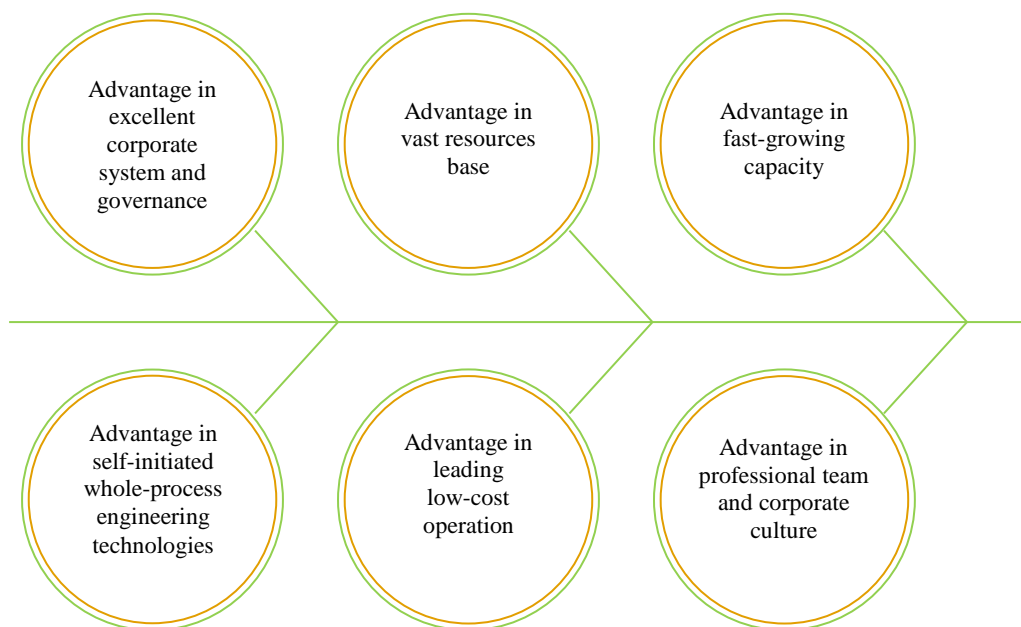 Advantage in
excellent
corporate
system and
governance
Advantage in
vast resources
base
Advantage in
fast-growing
capacity
Advantage in
self-initiated
whole-process
engineering
technologies
Advantage in
leading
low-cost
operation
Advantage in
professional team
and corporate
culture